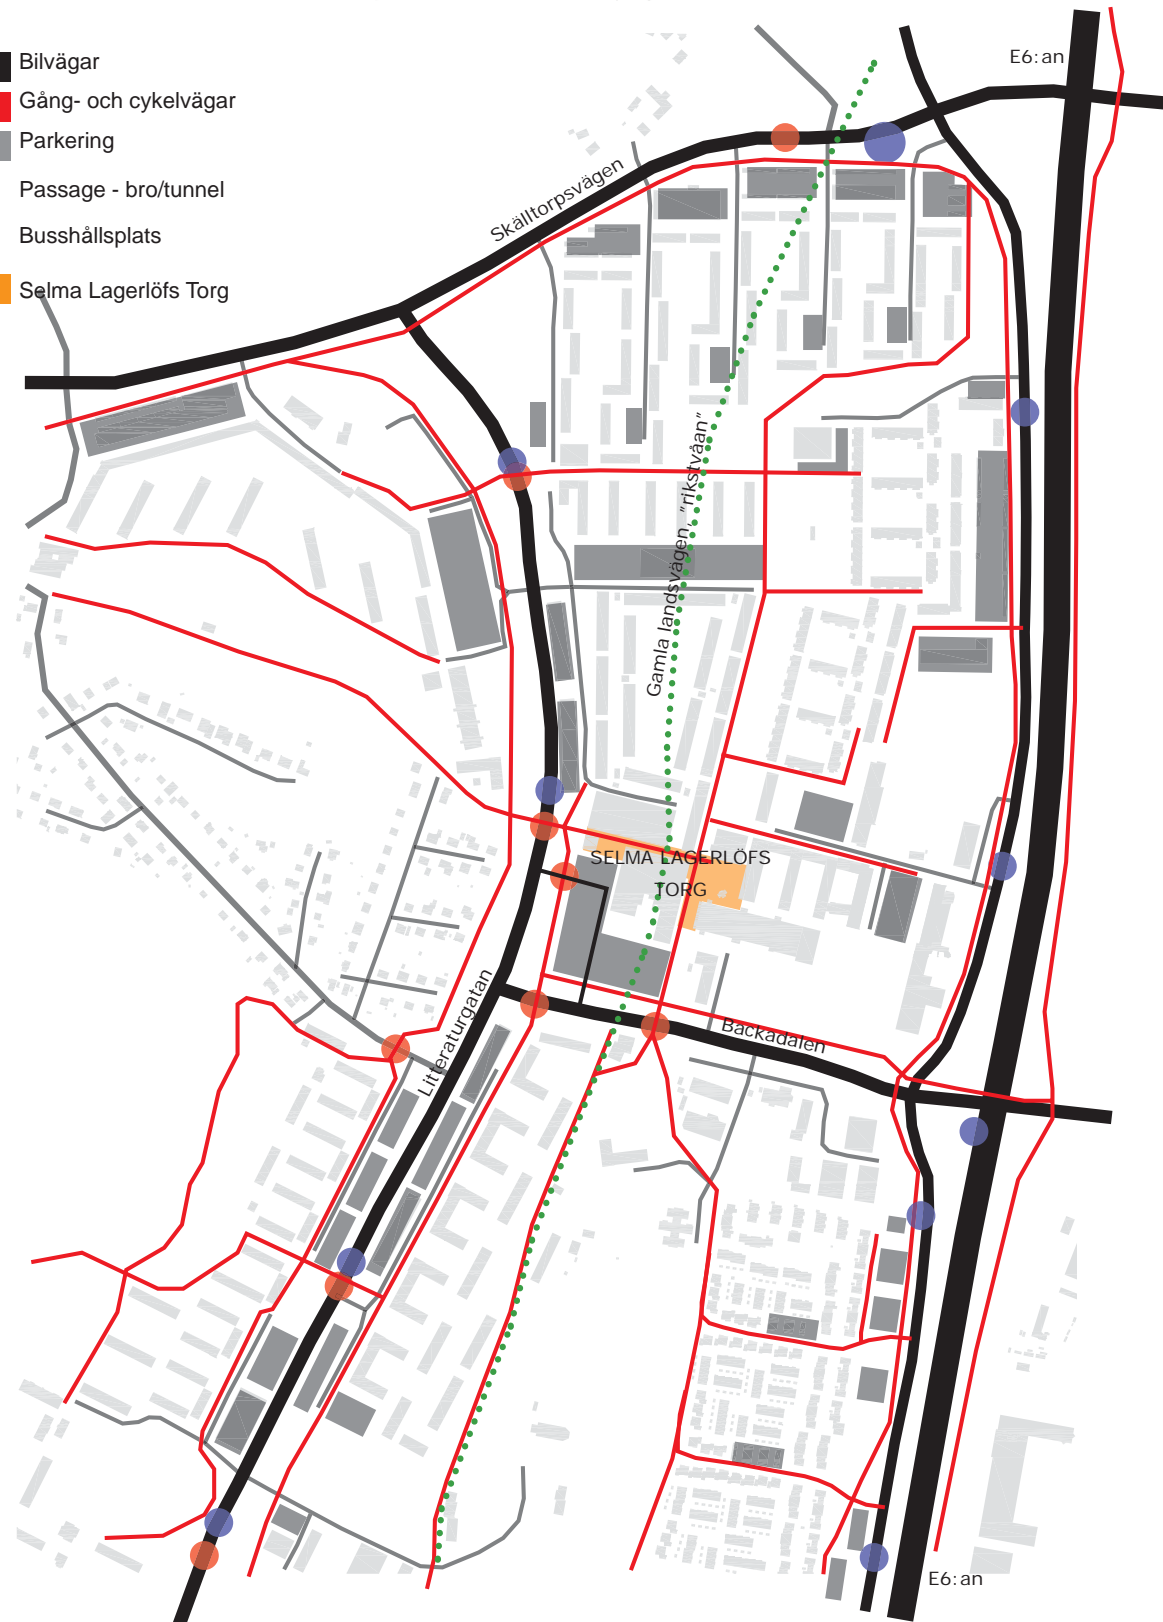 E6:an
Bilvägar
Gång- och cykelvägar
Parkering
Passage - bro/tunnel
Busshållsplats
Selma Lagerlöfs Torg
Skälltorpsvägen
Gamla landsvägen, "rikstvåan"
SELMA LAGERLÖFS
TORG
Litteraturgatan
Backadalen
E6:an